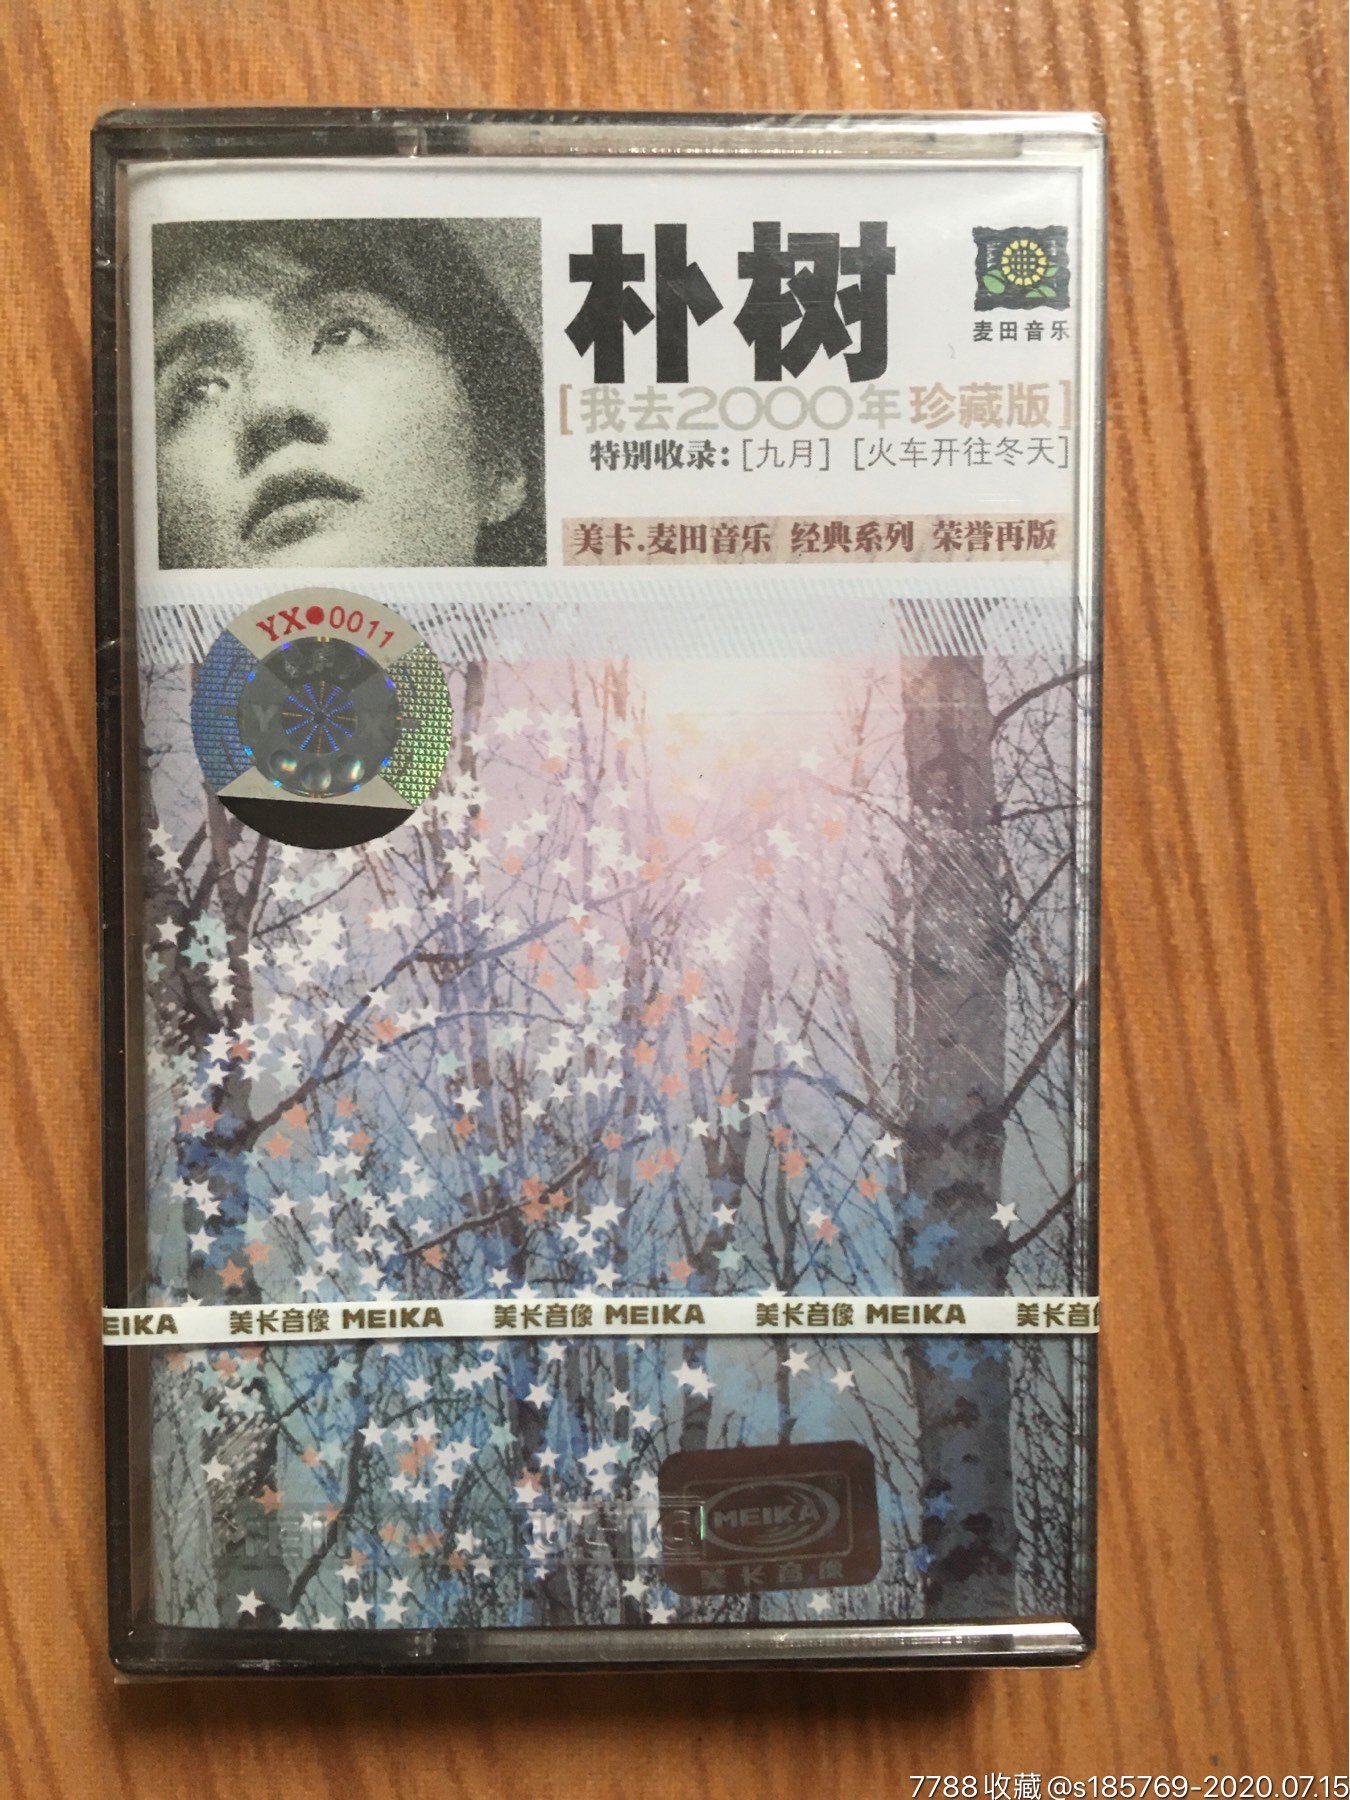 朴树
麦田音乐
[我去2000年珍藏版]
特别收录：[九月] [火车开往冬天]
美卡.麦田音乐 经典系列 荣誉再版
YX●0011
EIKA 美长音像 MEIKA 美长音像 MEIKA 美长音像 MEIKA 美长音
MEIKA
美长音像
7788收藏@s185769-2020.07.15